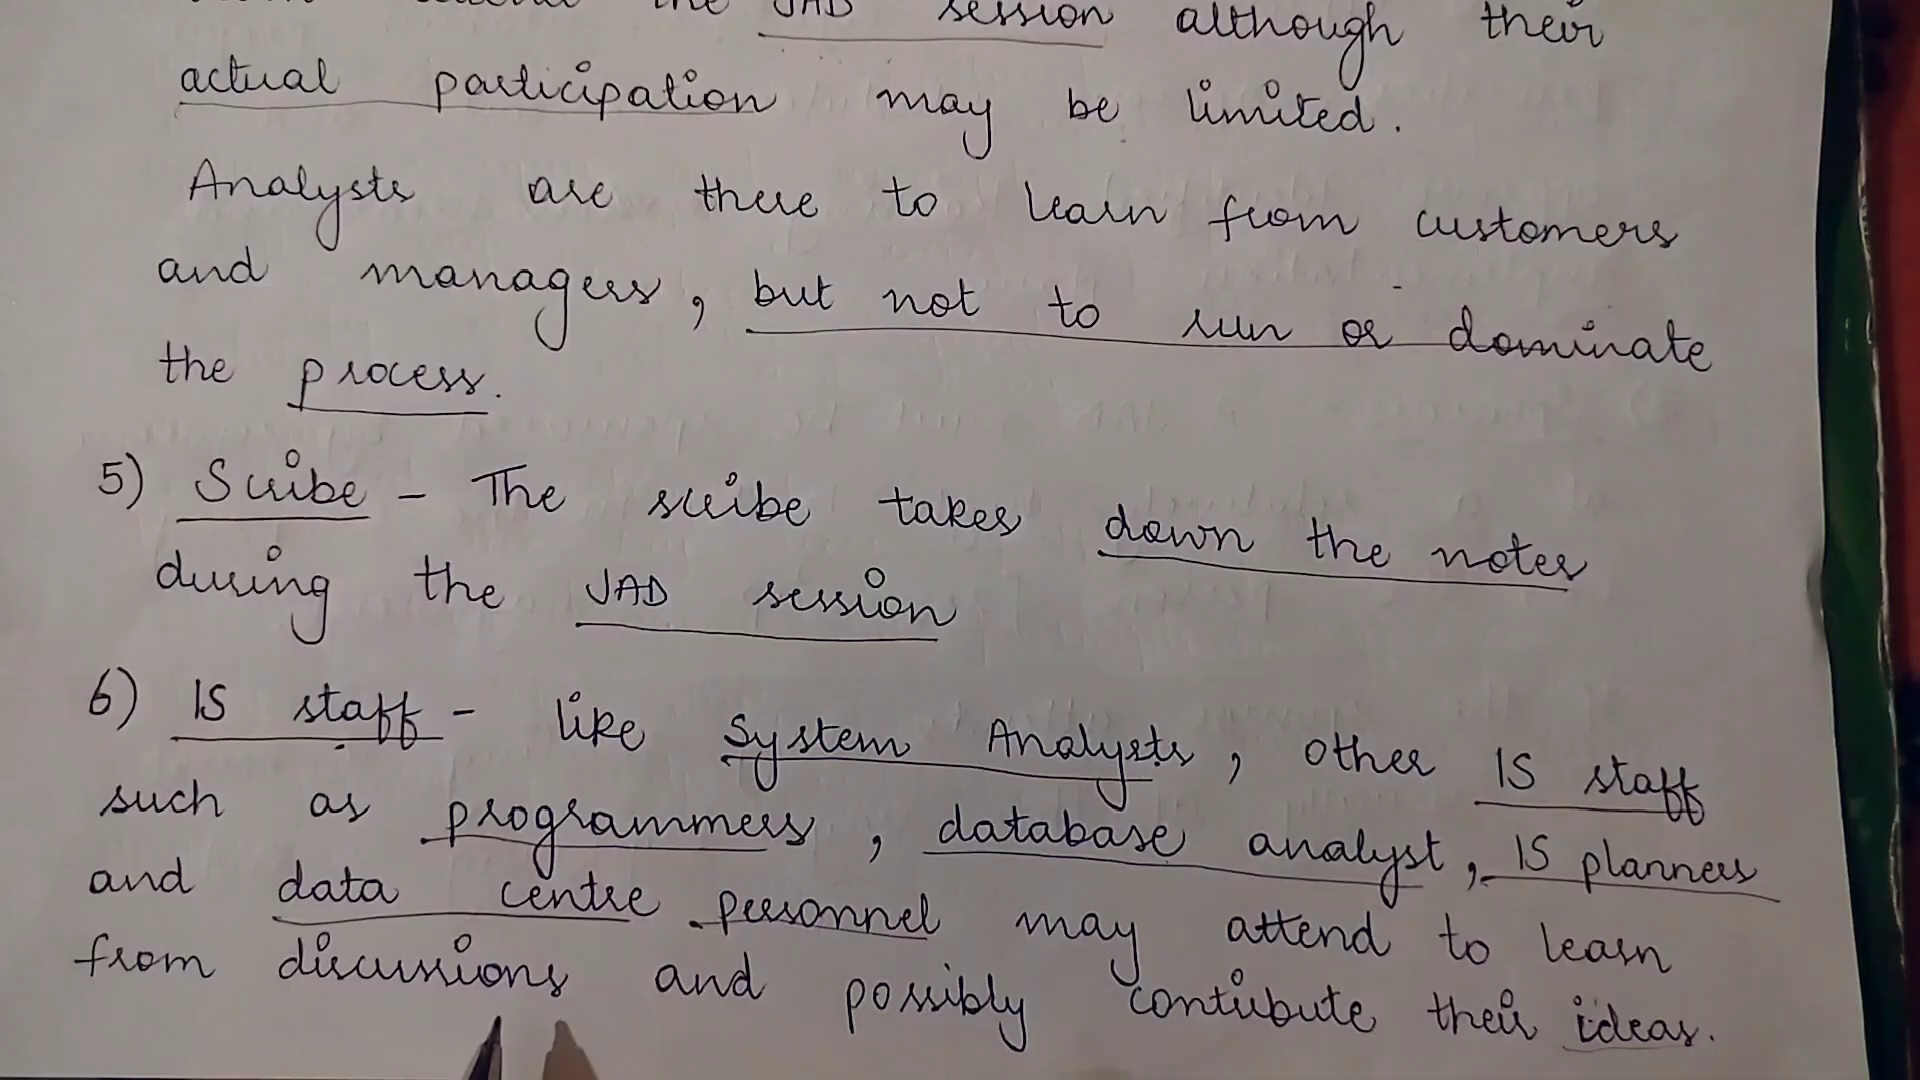 the JAD session although their
actual participation may be limited.
Analysts are there to learn from customers
and managers, but not to run or dominate
the process.
5) Scribe - The scribe takes down the notes
during the JAD session
6) IS staff - like System Analysts, other IS staff
such as programmers, database analyst, IS planners
and data centre personnel may attend to learn
from discussions and possibly contribute their ideas.